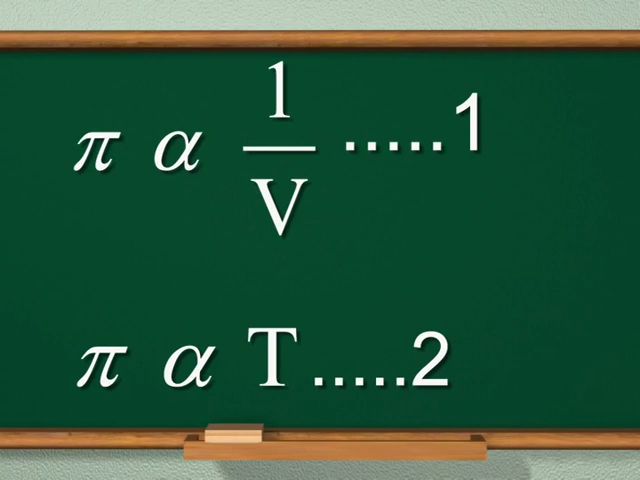 π α 1/V .....1
π α T.....2